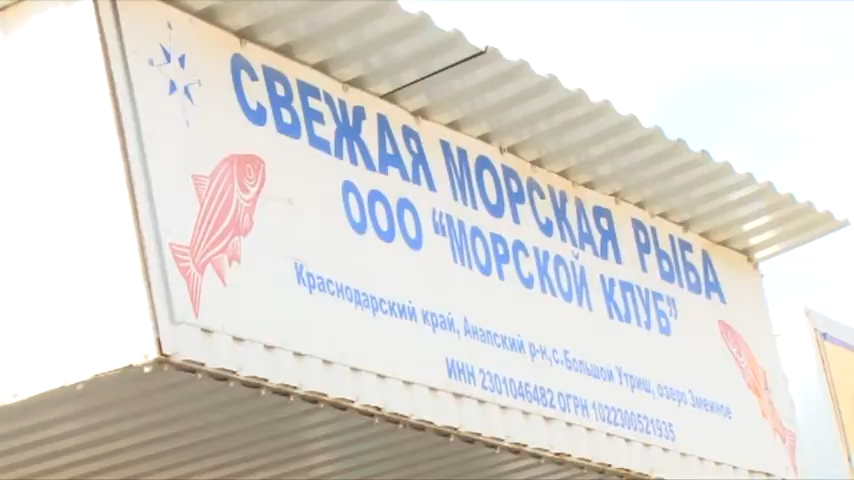 СВЕЖАЯ МОРСКАЯ РЫБА
ООО "МОРСКОЙ КЛУБ"
Краснодарский край, Анапский р-н, с. Большой Утриш, озеро Змеиное
ИНН 2301046482 ОГРН 1022300521935